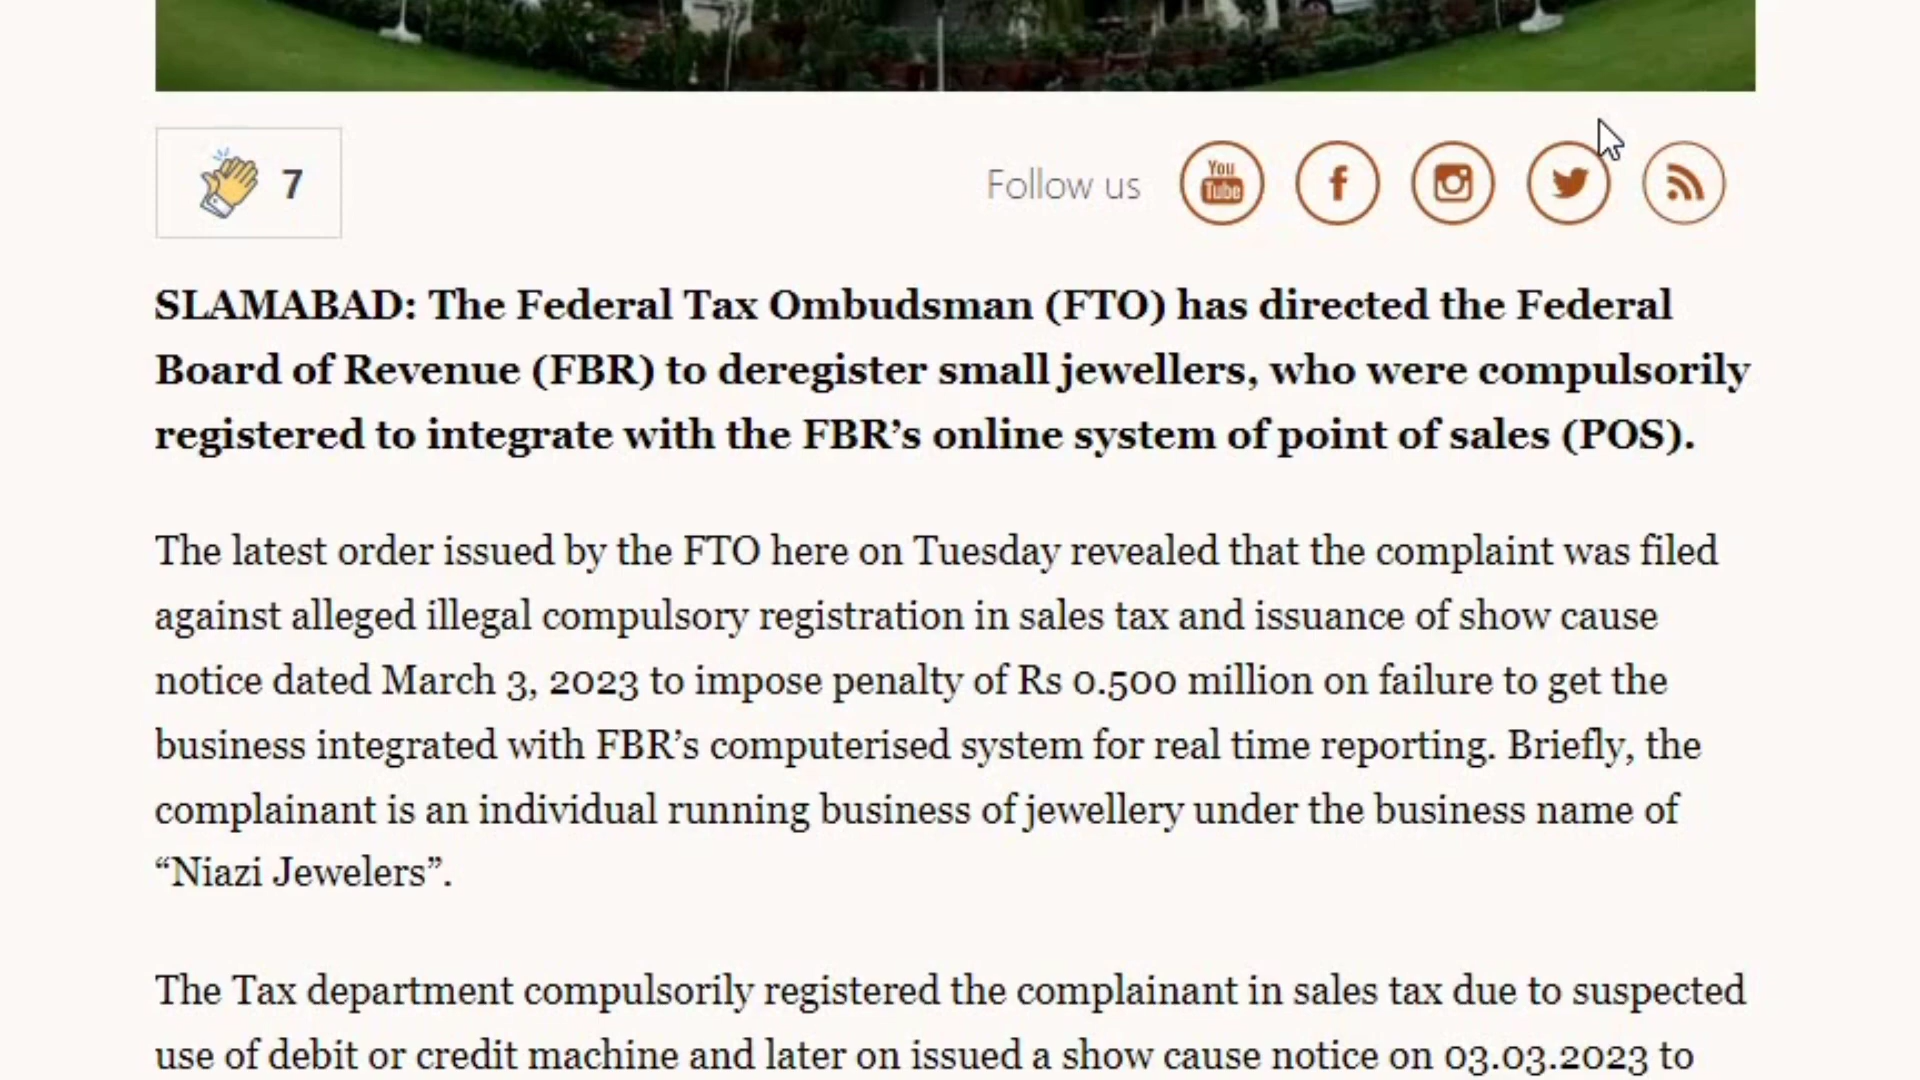 7
Follow us
You
Tube
SLAMABAD: The Federal Tax Ombudsman (FTO) has directed the Federal
Board of Revenue (FBR) to deregister small jewellers, who were compulsorily
registered to integrate with the FBR’s online system of point of sales (POS).
The latest order issued by the FTO here on Tuesday revealed that the complaint was filed
against alleged illegal compulsory registration in sales tax and issuance of show cause
notice dated March 3, 2023 to impose penalty of Rs 0.500 million on failure to get the
business integrated with FBR’s computerised system for real time reporting. Briefly, the
complainant is an individual running business of jewellery under the business name of
“Niazi Jewelers”.
The Tax department compulsorily registered the complainant in sales tax due to suspected
use of debit or credit machine and later on issued a show cause notice on 03.03.2023 to